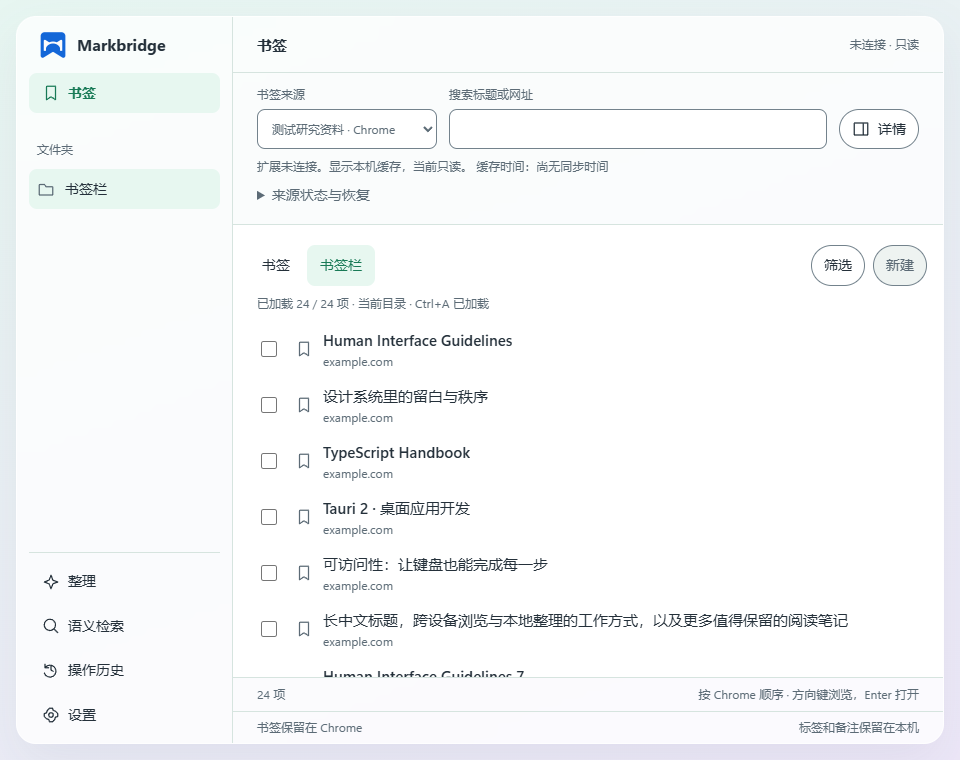 Markbridge
书签
文件夹
书签栏
整理
语义检索
操作历史
设置
书签
未连接 · 只读
书签来源
搜索标题或网址
测试研究资料 · Chrome
详情
扩展未连接。显示本机缓存，当前只读。 缓存时间：尚无同步时间
来源状态与恢复
书签
书签栏
筛选
新建
已加载 24 / 24 项 · 当前目录 · Ctrl+A 已加载
Human Interface Guidelines
example.com
设计系统里的留白与秩序
example.com
TypeScript Handbook
example.com
Tauri 2 · 桌面应用开发
example.com
可访问性：让键盘也能完成每一步
example.com
长中文标题，跨设备浏览与本地整理的工作方式，以及更多值得保留的阅读笔记
example.com
Human Interface Guidelines 7
24 项
按 Chrome 顺序 · 方向键浏览，Enter 打开
书签保留在 Chrome
标签和备注保留在本机